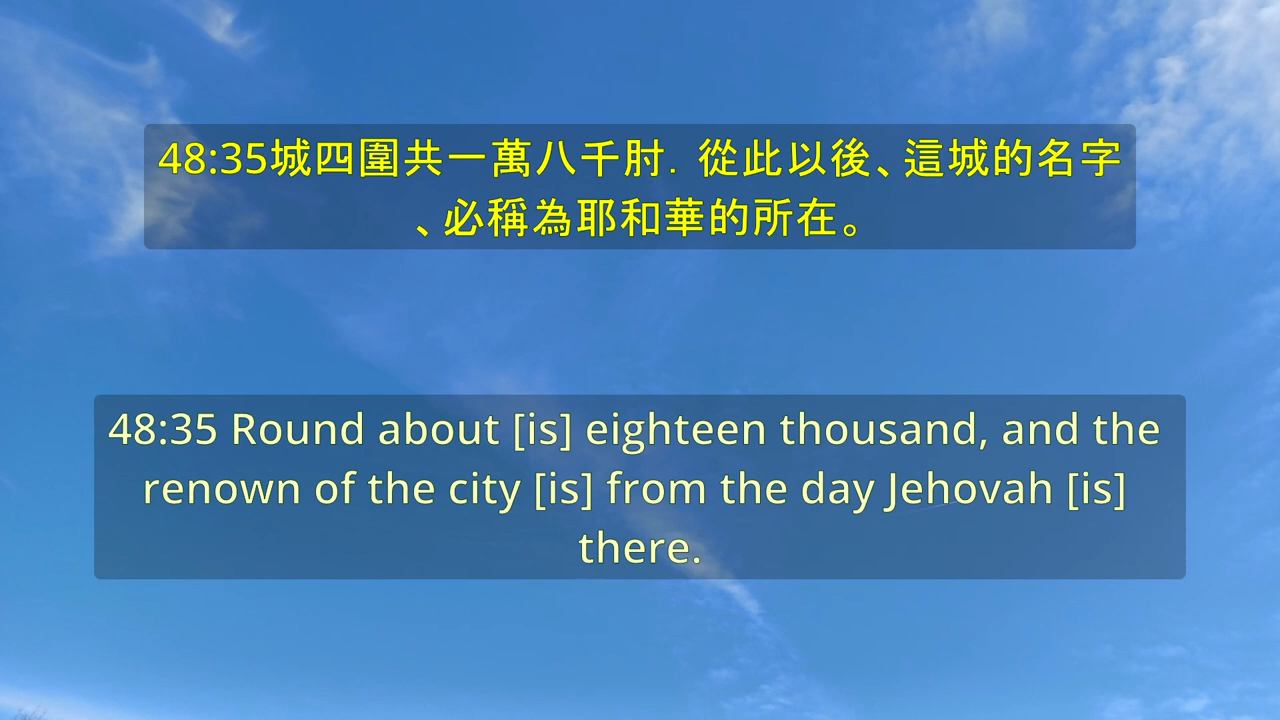 48:35城四圍共一萬八千肘．從此以後、這城的名字
、必稱為耶和華的所在。
48:35 Round about [is] eighteen thousand, and the
renown of the city [is] from the day Jehovah [is]
there.